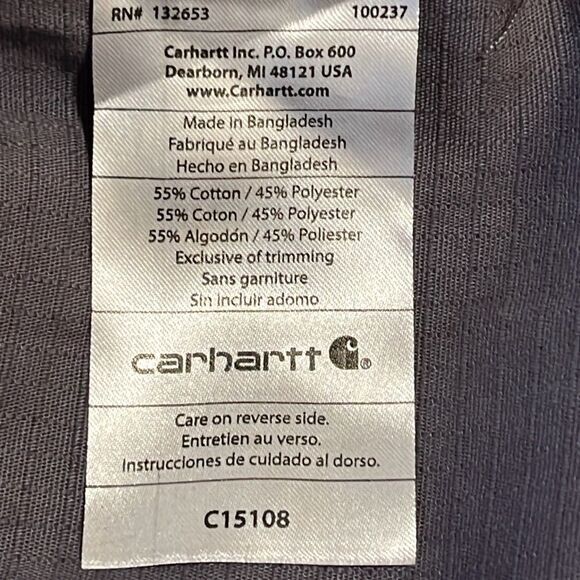 RN# 132653 100237
Carhartt Inc. P.O. Box 600
Dearborn, MI 48121 USA
www.Carhartt.com
Made in Bangladesh
Fabriqué au Bangladesh
Hecho en Bangladesh
55% Cotton / 45% Polyester
55% Coton / 45% Polyester
55% Algodón / 45% Poliester
Exclusive of trimming
Sans garniture
Sin incluir adorno
carhartt ®
Care on reverse side.
Entretien au verso.
Instrucciones de cuidado al dorso.
C15108